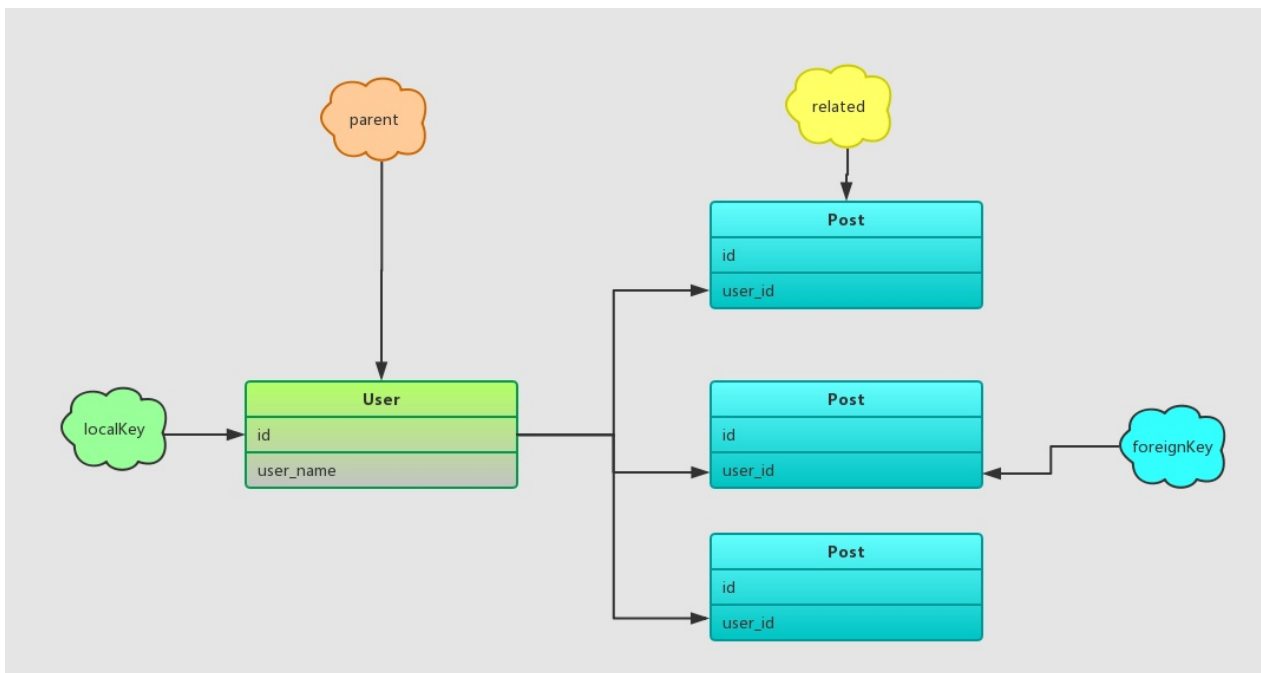 parent
related
Post
id
user_id
User
id
user_name
localKey
Post
id
user_id
foreignKey
Post
id
user_id